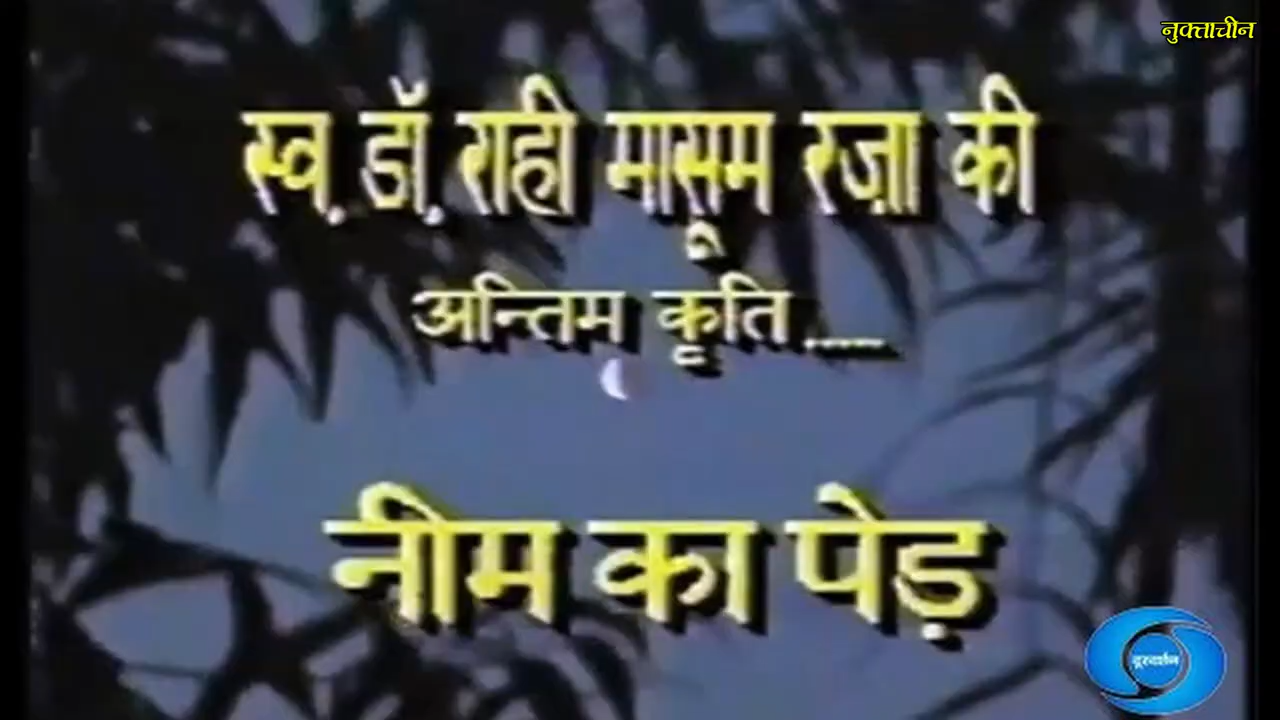 नुक्ताचीन
स्व. डॉ. राही मासूम रज़ा की
अन्तिम कृति .....
नीम का पेड़
दूरदर्शन